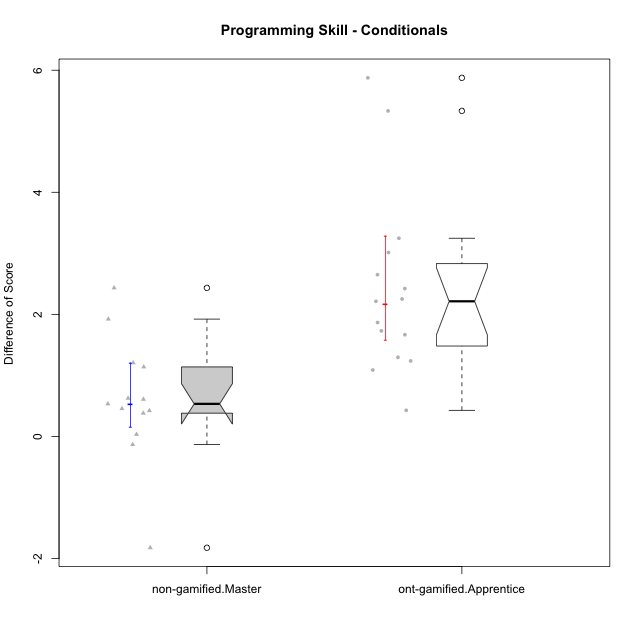 Programming Skill - Conditionals
Difference of Score
6
4
2
0
-2
non-gamified.Master
ont-gamified.Apprentice